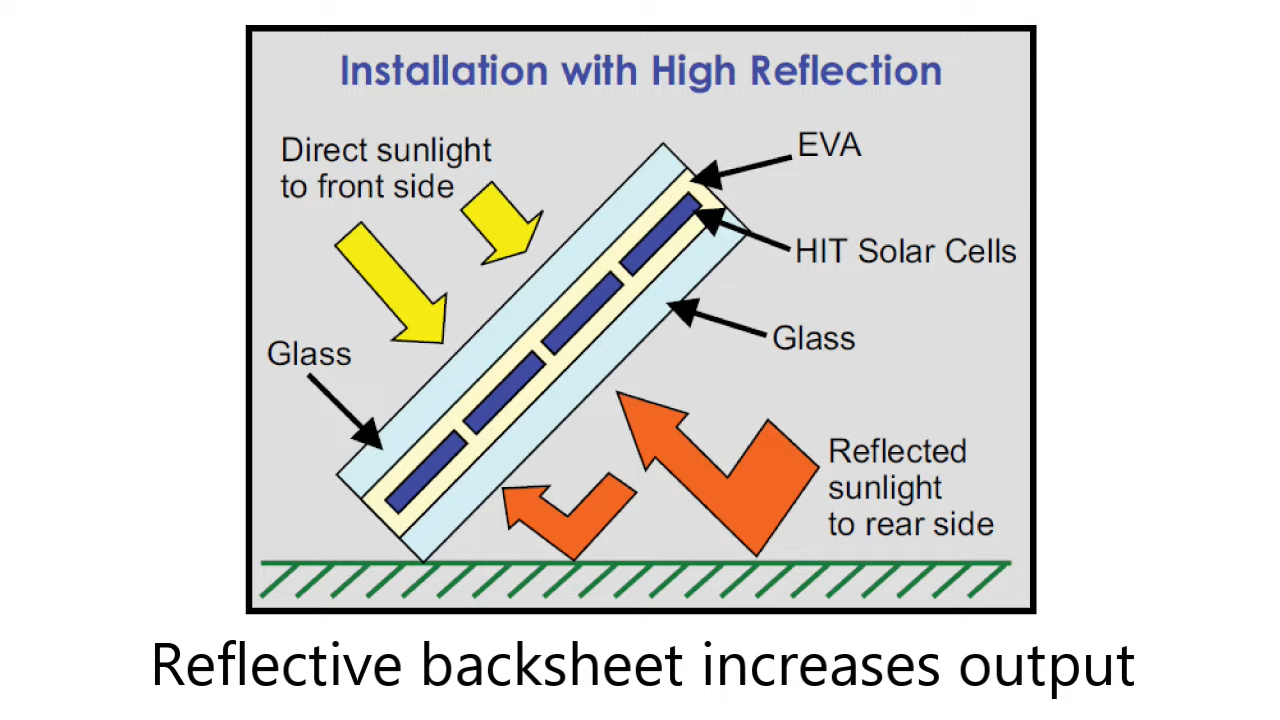 Installation with High Reflection
Direct sunlight
to front side
EVA
HIT Solar Cells
Glass
Glass
Reflected
sunlight
to rear side
Reflective backsheet increases output